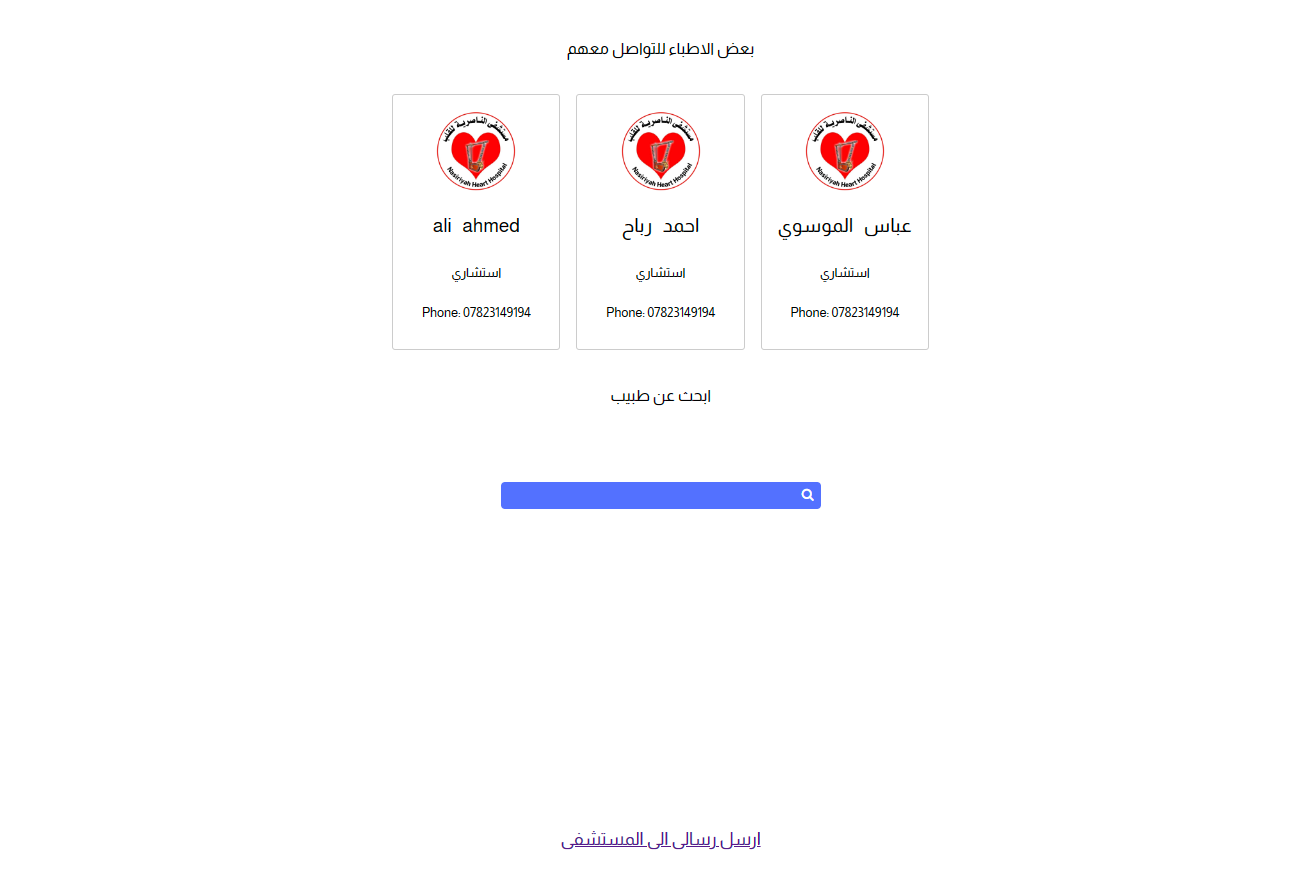 بعض الاطباء للتواصل معهم
مستشفى الناصرية للقلب
Nasiriyah Heart Hospital
عباس الموسوي
استشاري
Phone: 07823149194
مستشفى الناصرية للقلب
Nasiriyah Heart Hospital
احمد رباح
استشاري
Phone: 07823149194
مستشفى الناصرية للقلب
Nasiriyah Heart Hospital
ali ahmed
استشاري
Phone: 07823149194
ابحث عن طبيب
ارسل رسالى الى المستشفى